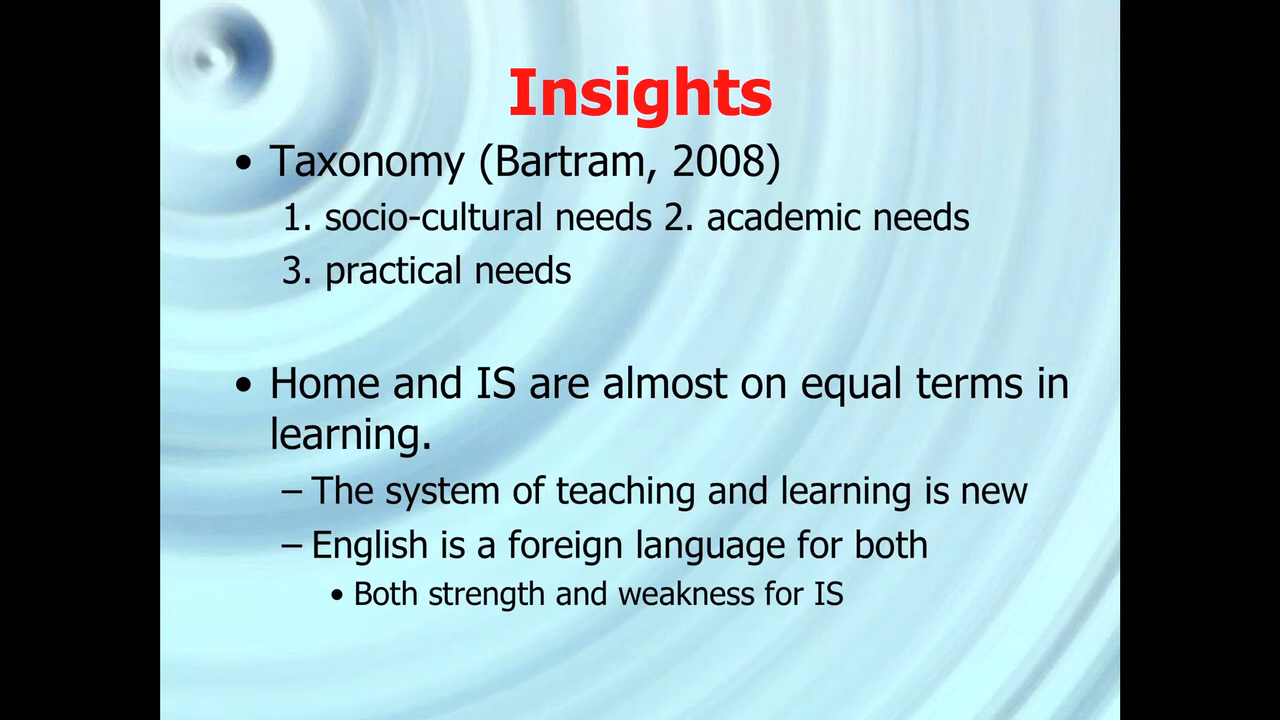 Insights
• Taxonomy (Bartram, 2008)
1. socio-cultural needs 2. academic needs
3. practical needs
• Home and IS are almost on equal terms in
learning.
– The system of teaching and learning is new
– English is a foreign language for both
• Both strength and weakness for IS